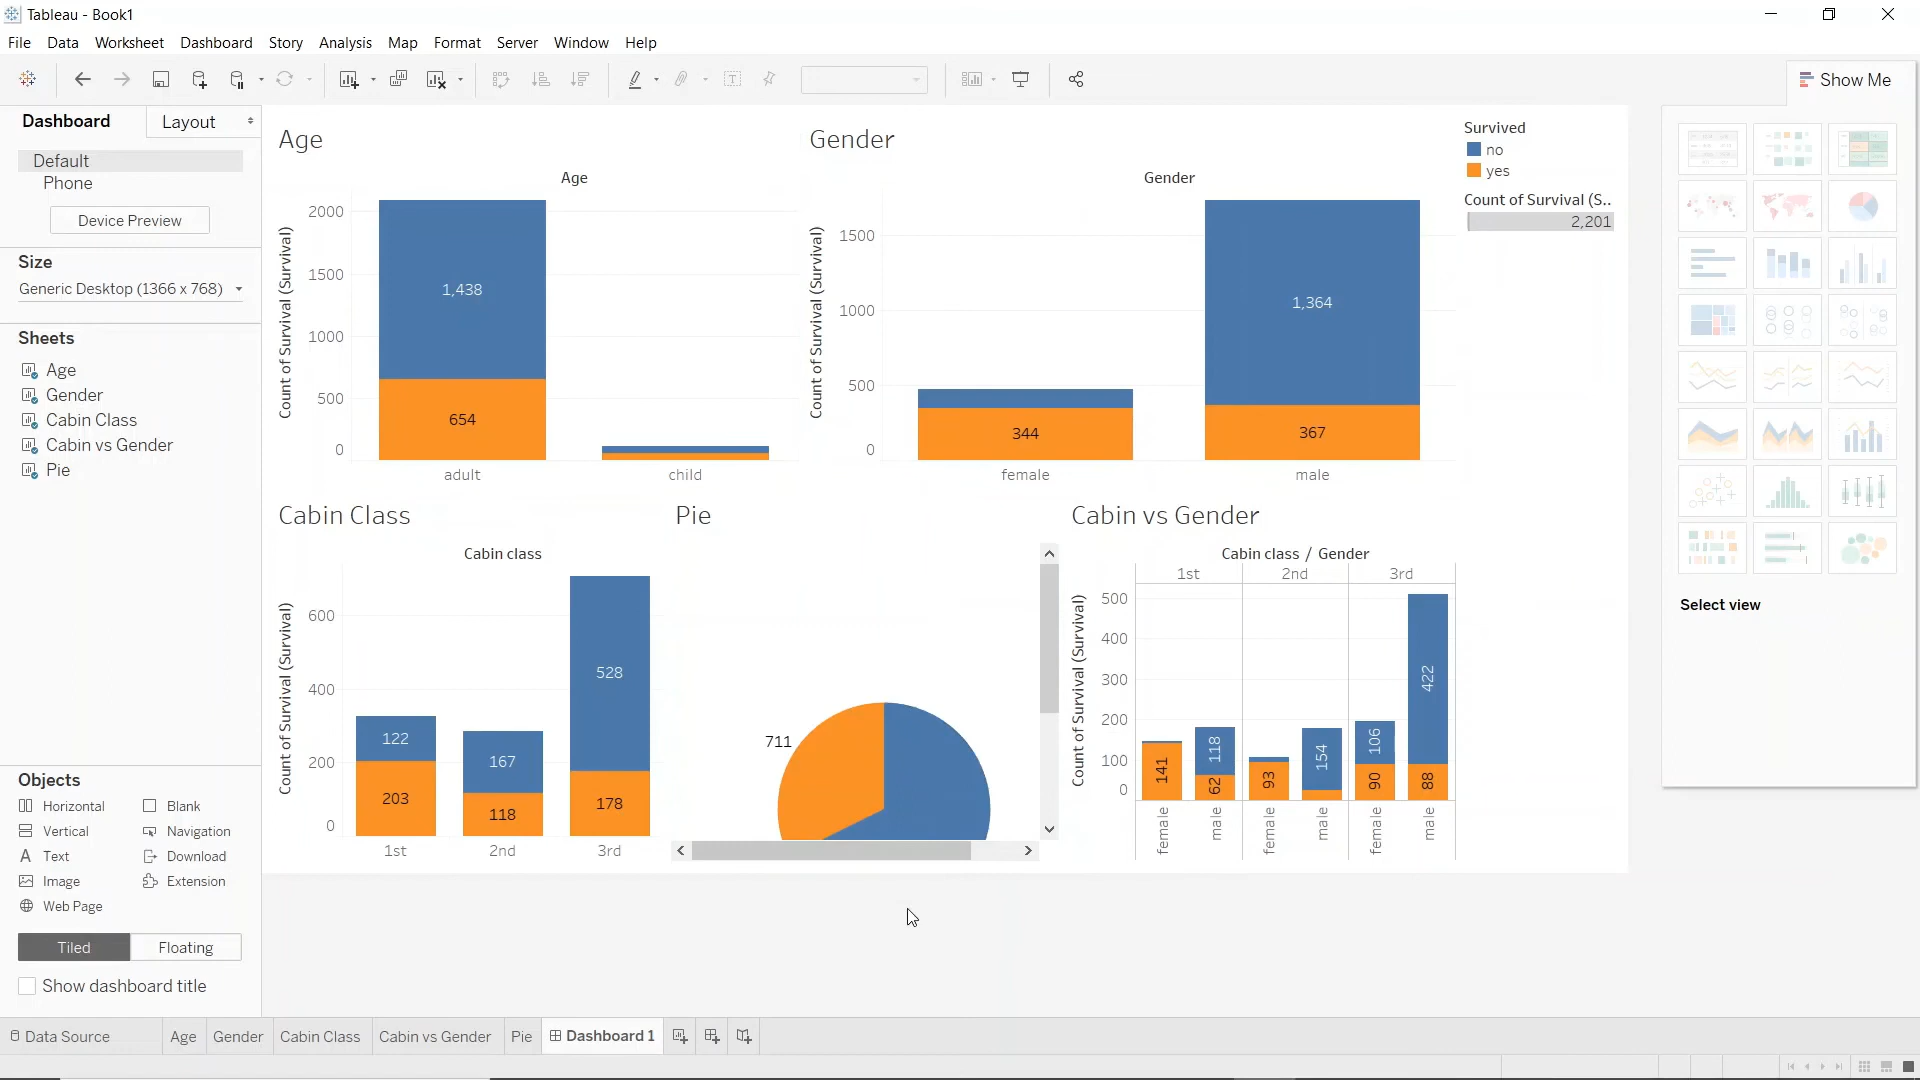 Tableau - Book1
File Data Worksheet Dashboard Story Analysis Map Format Server Window Help
Show Me
Dashboard Layout
Default
Phone
Device Preview
Size
Generic Desktop (1366 x 768)
Sheets
Age
Gender
Cabin Class
Cabin vs Gender
Pie
Objects
Horizontal Blank
Vertical Navigation
A Text Download
Image Extension
Web Page
Tiled Floating
Show dashboard title
Age
Age
Count of Survival (Survival)
2000
1500
1000
500
0
1,438
654
adult child
Gender
Gender
Count of Survival (Survival)
1500
1000
500
0
1,364
344
367
female male
Survived
no
yes
Count of Survival (S..
2,201
Cabin Class
Cabin class
Count of Survival (Survival)
600
400
200
0
528
122
167
203
118
178
1st 2nd 3rd
Pie
711
Cabin vs Gender
Cabin class / Gender
1st 2nd 3rd
Count of Survival (Survival)
500
400
300
200
100
0
141
118
62
93
154
106
90
422
88
female male female male female male
Select view
Data Source Age Gender Cabin Class Cabin vs Gender Pie Dashboard 1